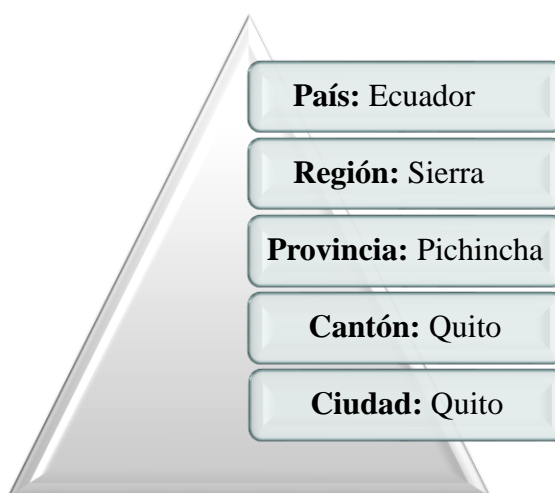 País: Ecuador
Región: Sierra
Provincia: Pichincha
Cantón: Quito
Ciudad: Quito